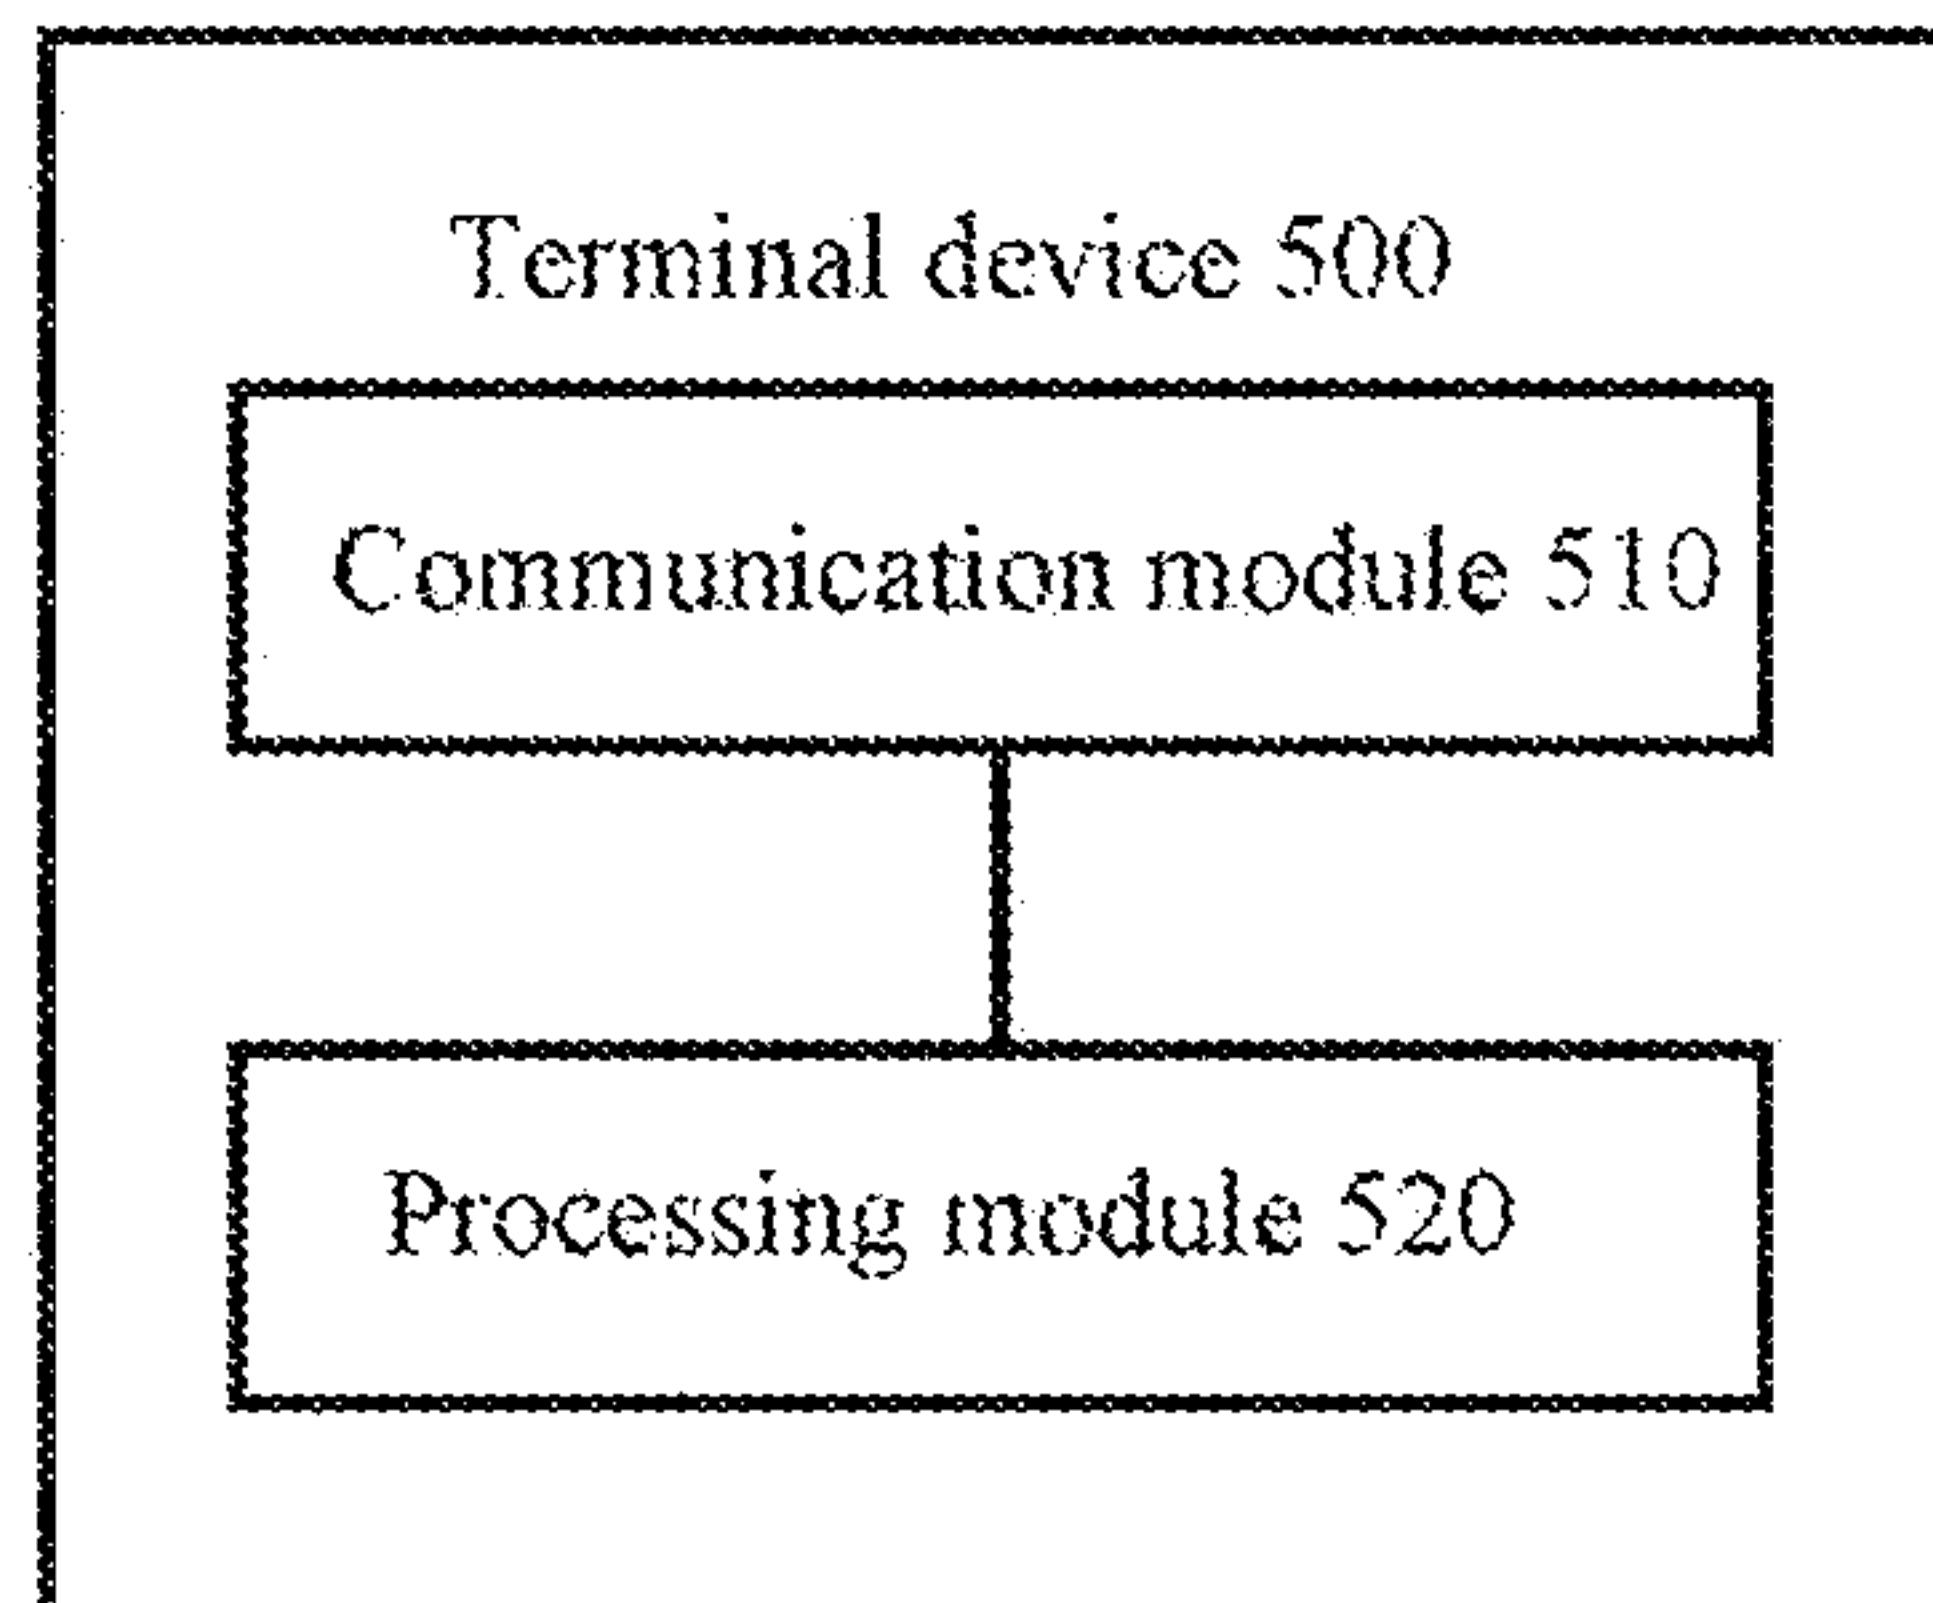 Terminal device 500
Communication module 510
Processing module 520